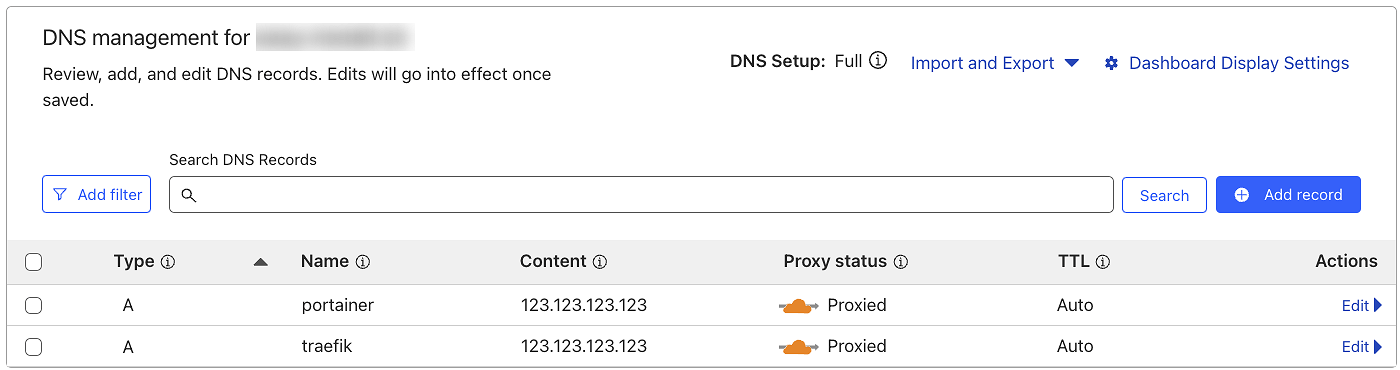 DNS management for
Review, add, and edit DNS records. Edits will go into effect once
saved.
DNS Setup: Full
Import and Export
Dashboard Display Settings
Search DNS Records
Add filter
Search
Add record
Type Name Content Proxy status TTL Actions
A portainer 123.123.123.123 Proxied Auto Edit
A traefik 123.123.123.123 Proxied Auto Edit